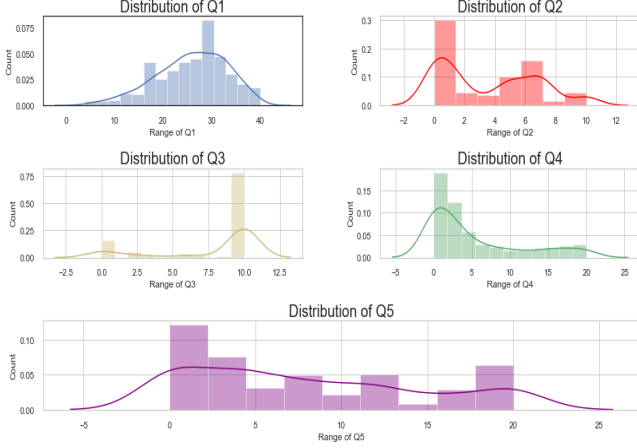 Distribution of Q1
Count
0.075
0.050
0.025
0.000
0 10 20 30 40
Range of Q1
Distribution of Q2
Count
0.3
0.2
0.1
0.0
−2 0 2 4 6 8 10 12
Range of Q2
Distribution of Q3
Count
0.75
0.50
0.25
0.00
−2.5 0.0 2.5 5.0 7.5 10.0 12.5
Range of Q3
Distribution of Q4
Count
0.15
0.10
0.05
0.00
−5 0 5 10 15 20 25
Range of Q4
Distribution of Q5
Count
0.10
0.05
0.00
−5 0 5 10 15 20 25
Range of Q5